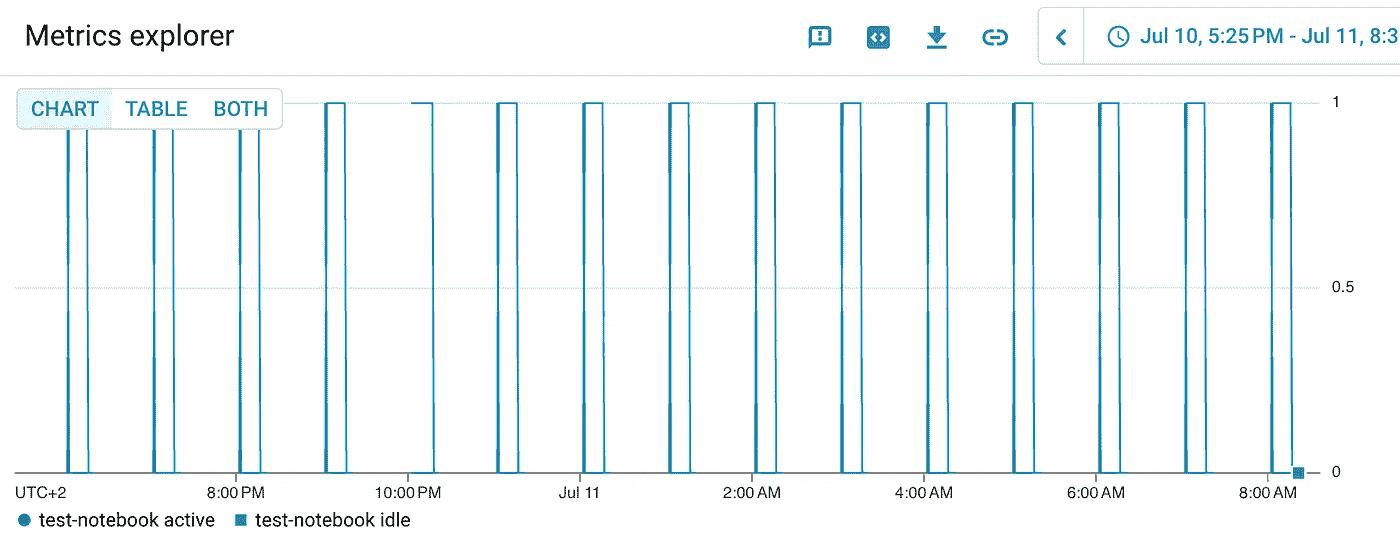 Metrics explorer
Jul 10, 5:25 PM - Jul 11, 8:3
CHART TABLE BOTH
1
0.5
0
UTC+2 8:00 PM 10:00 PM Jul 11 2:00 AM 4:00 AM 6:00 AM 8:00 AM
test-notebook active test-notebook idle